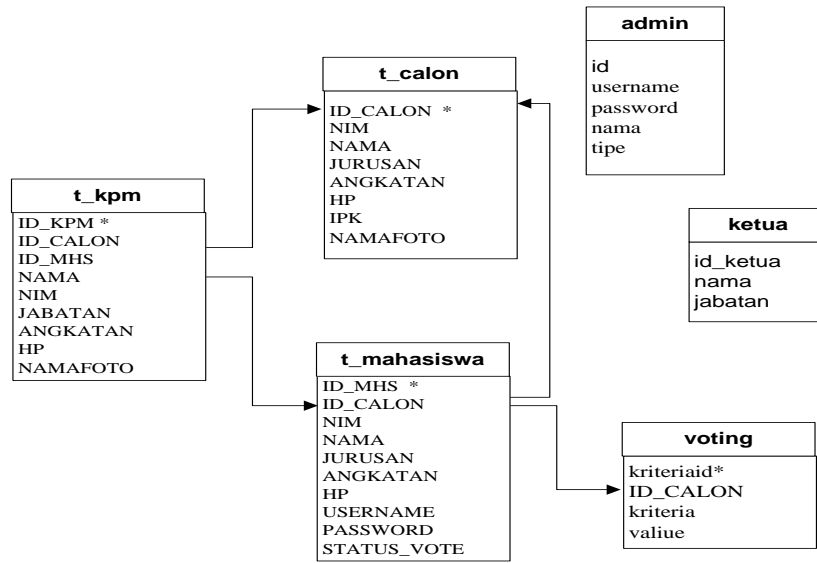 admin
id
username
password
nama
tipe
t_calon
ID_CALON *
NIM
NAMA
JURUSAN
ANGKATAN
HP
IPK
NAMAFOTO
t_kpm
ID_KPM *
ID_CALON
ID_MHS
NAMA
NIM
JABATAN
ANGKATAN
HP
NAMAFOTO
ketua
id_ketua
nama
jabatan
t_mahasiswa
ID_MHS *
ID_CALON
NIM
NAMA
JURUSAN
ANGKATAN
HP
USERNAME
PASSWORD
STATUS_VOTE
voting
kriteriaid*
ID_CALON
kriteria
valiue